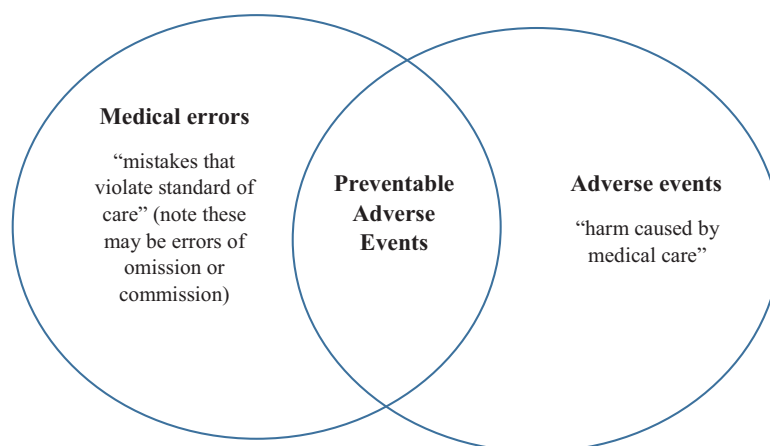 Medical errors
“mistakes that
violate standard of
care” (note these
may be errors of
omission or
commission)
Preventable
Adverse
Events
Adverse events
“harm caused by
medical care”